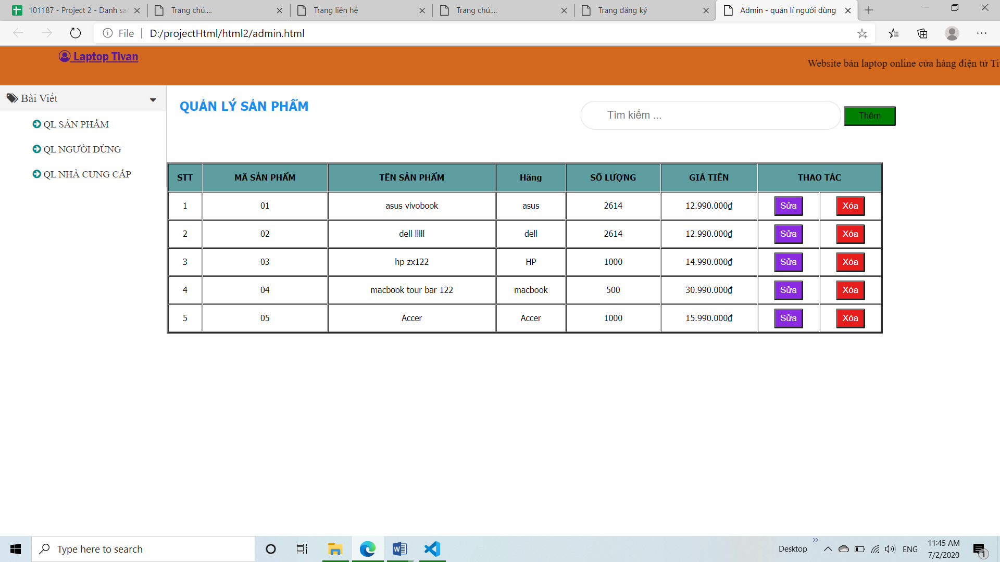 101187 - Project 2 - Danh sa
Trang chủ....
Trang liên hệ
Trang chủ....
Trang đăng ký
Admin - quản lí người dùng
File
D:/projectHtml/html2/admin.html
Laptop Tivan
Website bán laptop online cửa hàng điện tử Ti
Bài Viết
QL SẢN PHẨM
QL NGƯỜI DÙNG
QL NHÀ CUNG CẤP
QUẢN LÝ SẢN PHẨM
Tìm kiếm ...
Thêm
STT MÃ SẢN PHẨM TÊN SẢN PHẨM Hãng SỐ LƯỢNG GIÁ TIỀN THAO TÁC
1 01 asus vivobook asus 2614 12.990.000₫ Sửa Xóa
2 02 dell lllll dell 2614 12.990.000₫ Sửa Xóa
3 03 hp zx122 HP 1000 14.990.000₫ Sửa Xóa
4 04 macbook tour bar 122 macbook 500 30.990.000₫ Sửa Xóa
5 05 Accer Accer 1000 15.990.000₫ Sửa Xóa
Type here to search
Desktop
ENG
11:45 AM
7/2/2020
1